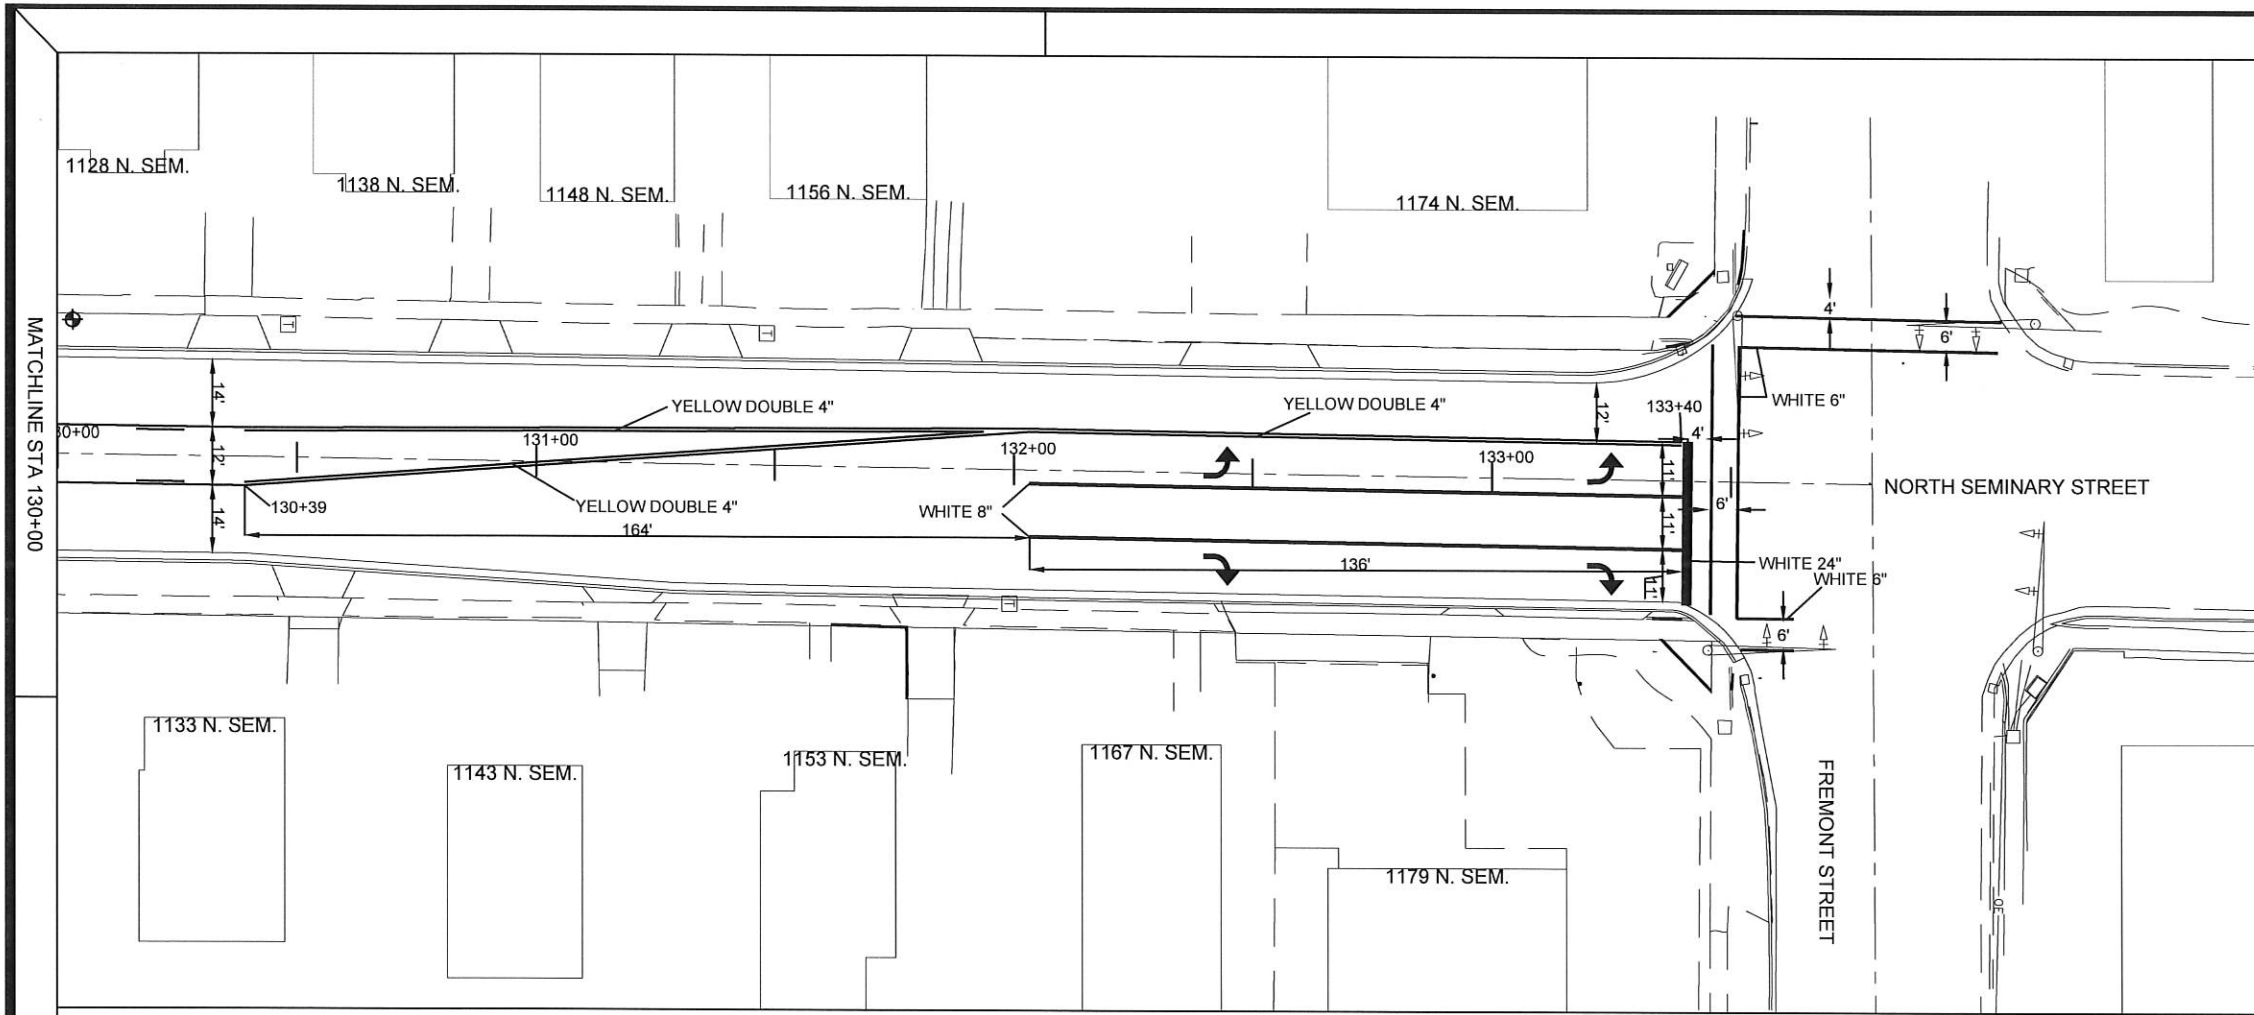 1128 N. SEM.
1138 N. SEM.
1148 N. SEM.
1156 N. SEM.
1174 N. SEM.
T
T
4'
6'
MATCHLINE STA 130+00
14'
YELLOW DOUBLE 4"
YELLOW DOUBLE 4"
12'
133+40
WHITE 6"
4'
30+00
12'
131+00
132+00
133+00
11'
NORTH SEMINARY STREET
130+39
YELLOW DOUBLE 4"
WHITE 8"
6'
14'
164'
11'
136'
11'
WHITE 24"
WHITE 6"
T
6'
1133 N. SEM.
1143 N. SEM.
1153 N. SEM.
1167 N. SEM.
1179 N. SEM.
FREMONT STREET
OE